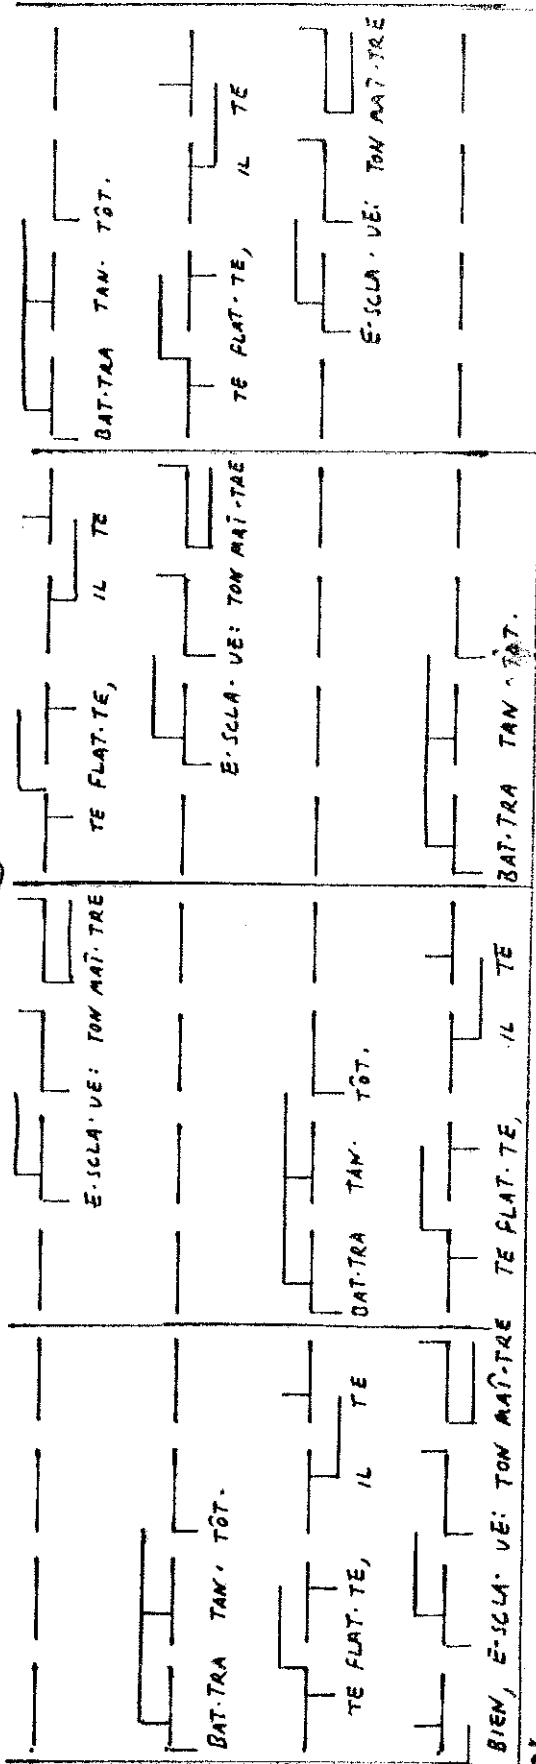 E·SCLA·VE: TON MAÎ·TRE TE FLAT·TE, IL TE BAT·TRA TAN· TÔT.
BAT·TRA TAN· TÔT. E·SCLA·VE: TON MAÎ·TRE TE FLAT·TE, IL TE
TE FLAT·TE, IL TE BAT·TRA TAN· TÔT. E·SCLA·VE: TON MAÎ·TRE
BIEN, E·SCLA·VE: TON MAÎ·TRE TE FLAT·TE, IL TE BAT·TRA TAN·TÔT.